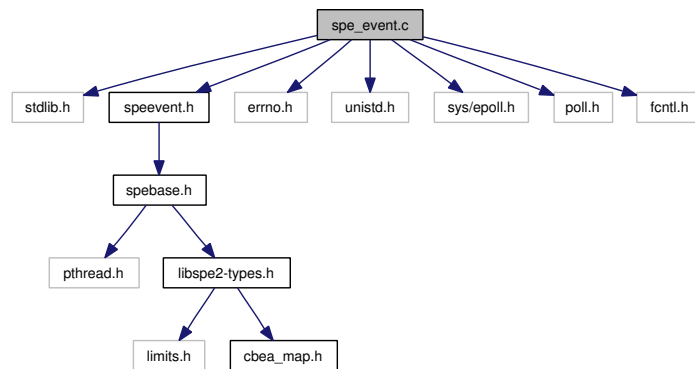 spe_event.c
stdlib.h
speevent.h
errno.h
unistd.h
sys/epoll.h
poll.h
fcntl.h
spebase.h
pthread.h
libspe2-types.h
limits.h
cbea_map.h